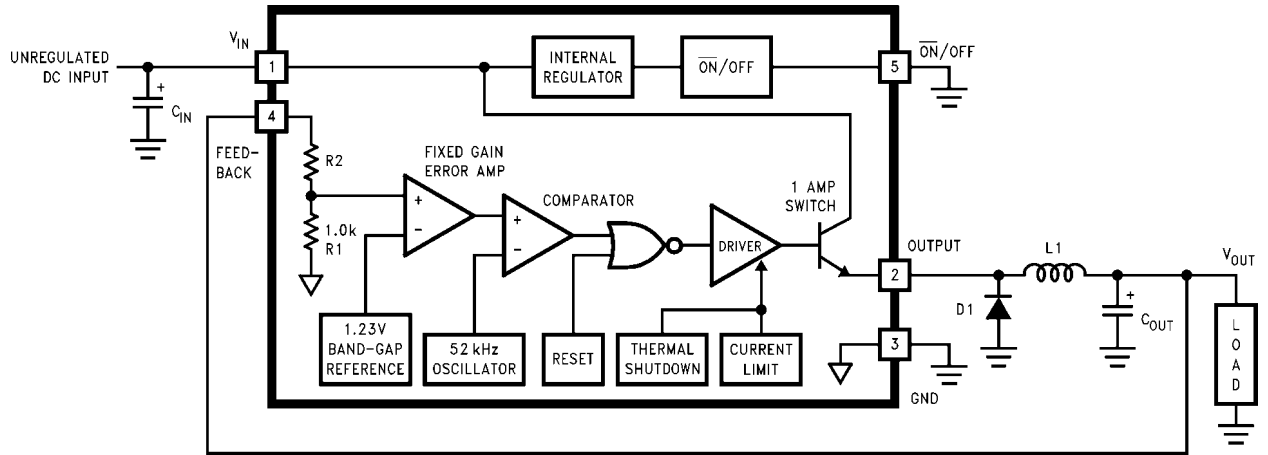 UNREGULATED
DC INPUT
+
C_IN
V_IN
1
4
FEED-
BACK
R2
1.0k
R1
FIXED GAIN
ERROR AMP
+
−
COMPARATOR
+
−
INTERNAL
REGULATOR
O̅N̅/OFF
5
O̅N̅/OFF
1 AMP
SWITCH
DRIVER
OUTPUT
2
3
GND
1.23V
BAND-GAP
REFERENCE
52 kHz
OSCILLATOR
RESET
THERMAL
SHUTDOWN
CURRENT
LIMIT
D1
L1
+
C_OUT
V_OUT
L
O
A
D